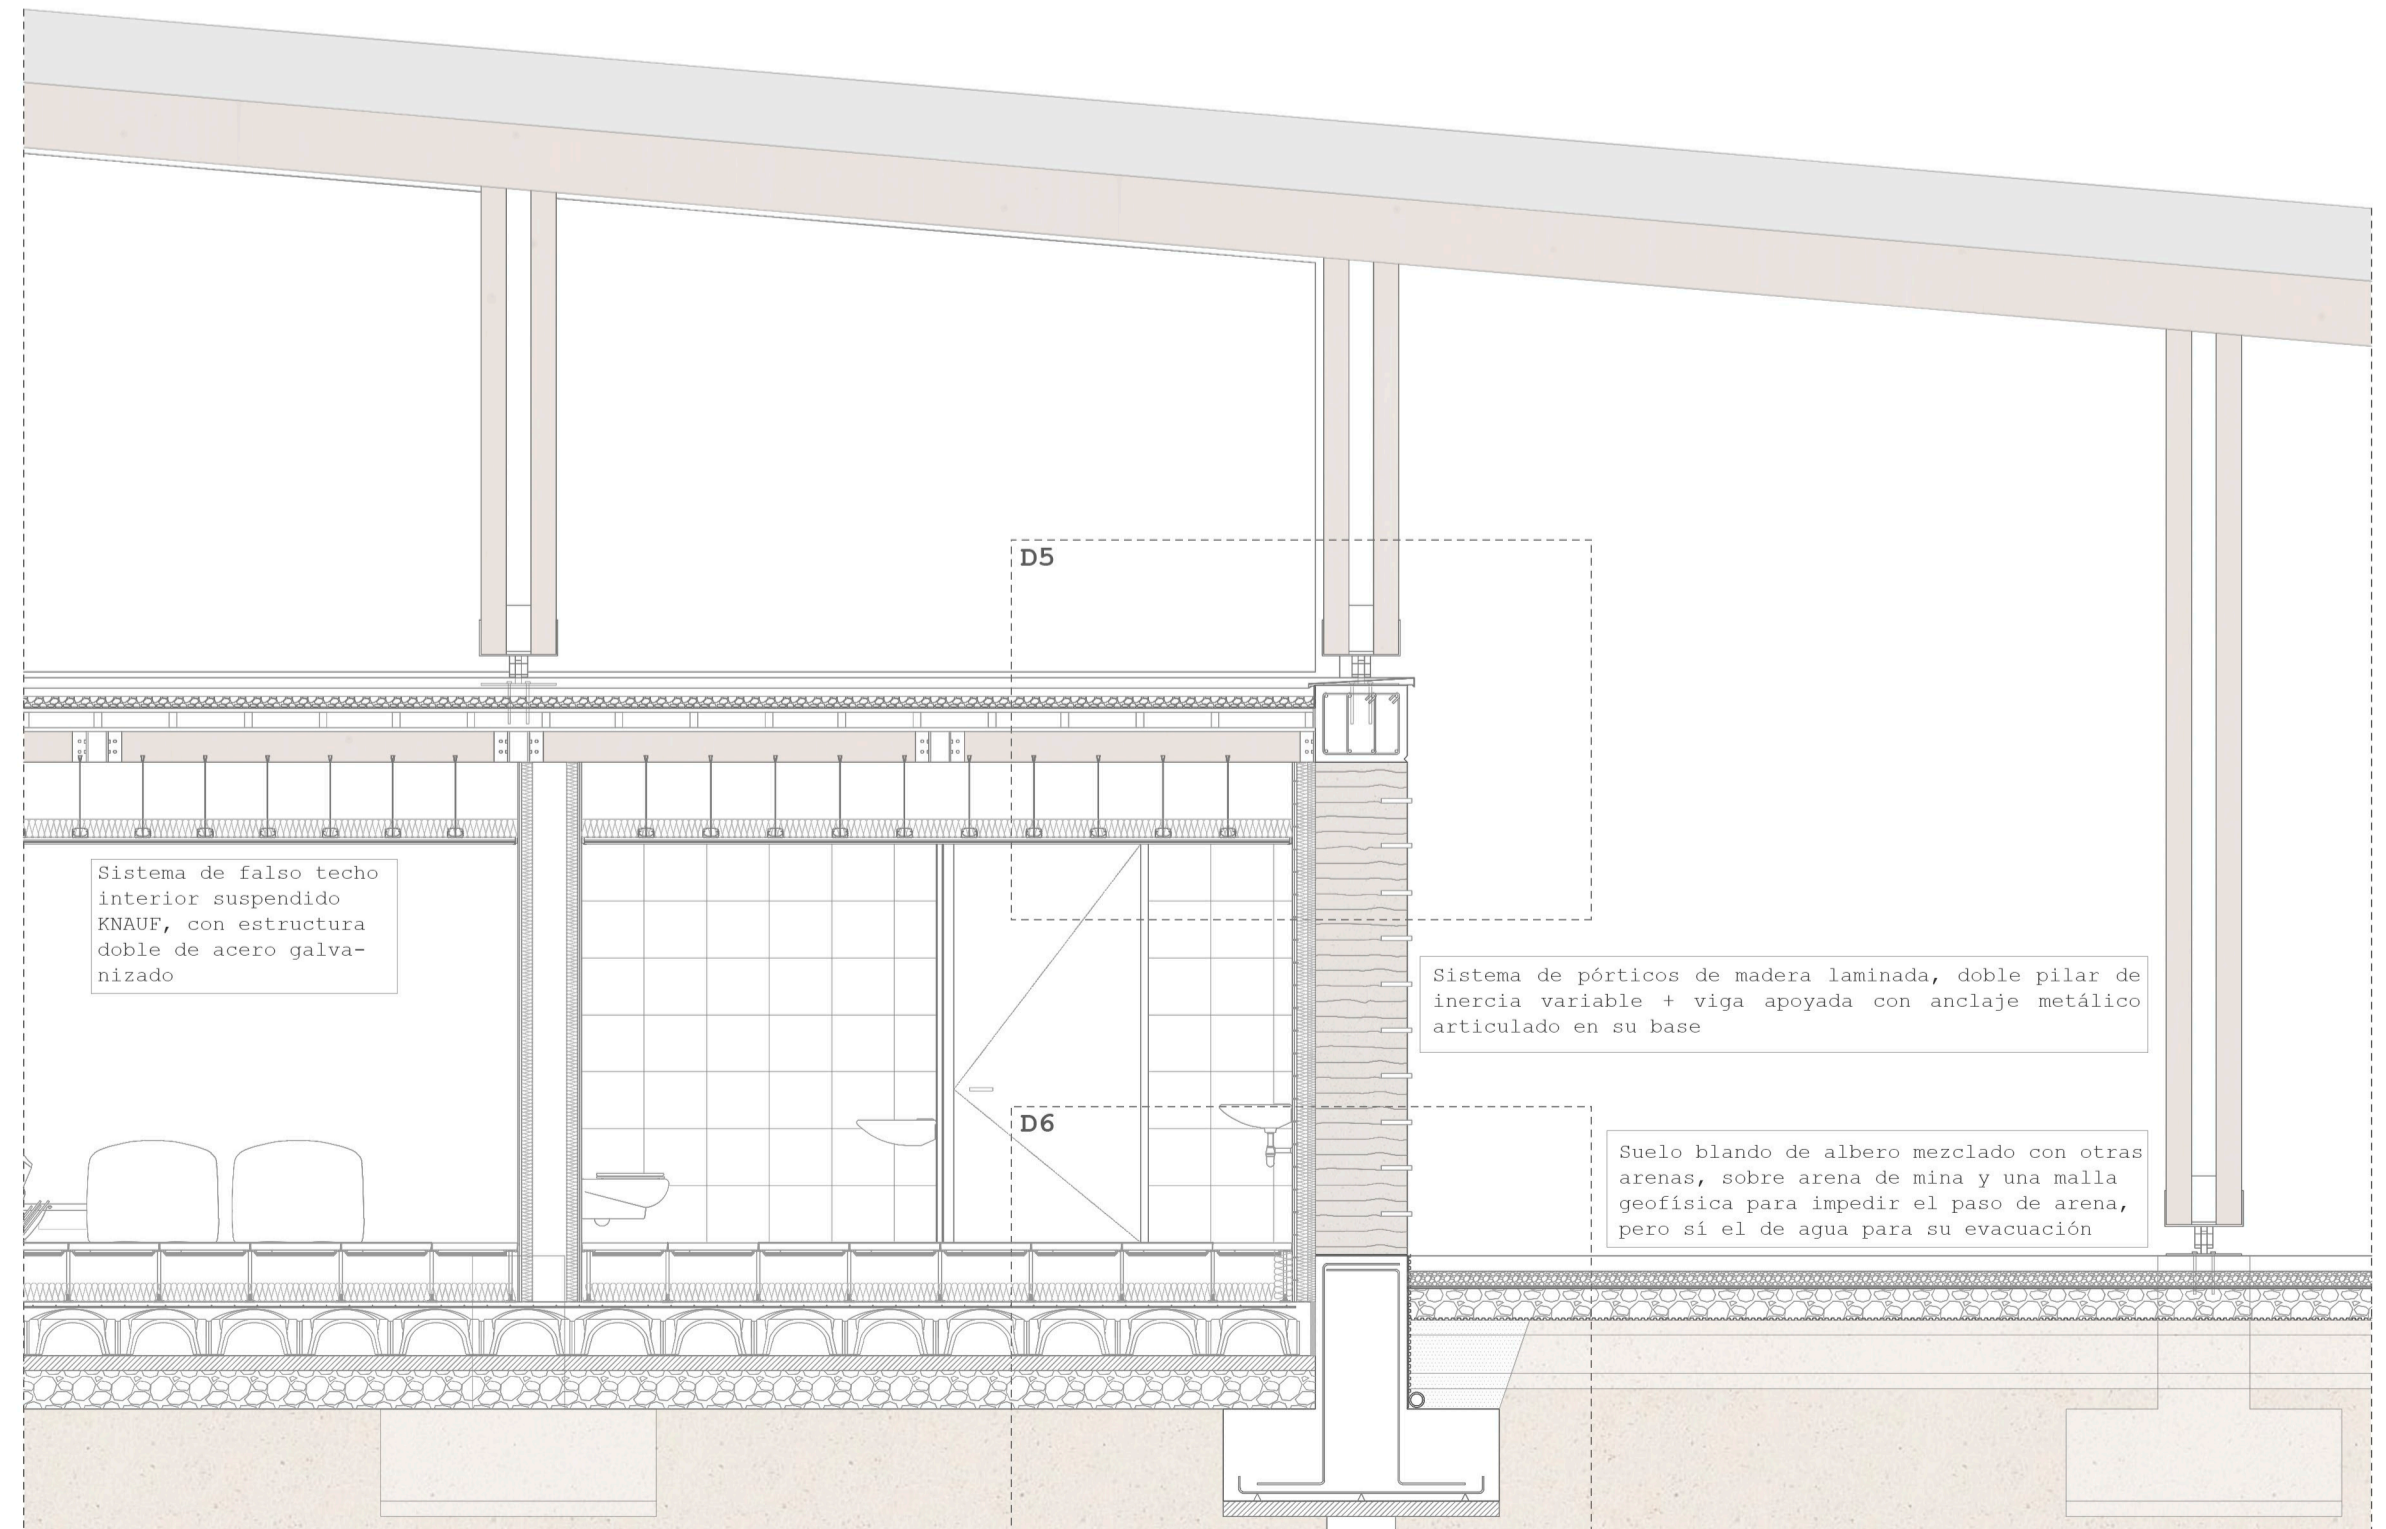 D5
Sistema de falso techo
interior suspendido
KNAUF, con estructura
doble de acero galva-
nizado
Sistema de pórticos de madera laminada, doble pilar de
inercia variable + viga apoyada con anclaje metálico
articulado en su base
D6
Suelo blando de albero mezclado con otras
arenas, sobre arena de mina y una malla
geofísica para impedir el paso de arena,
pero sí el de agua para su evacuación